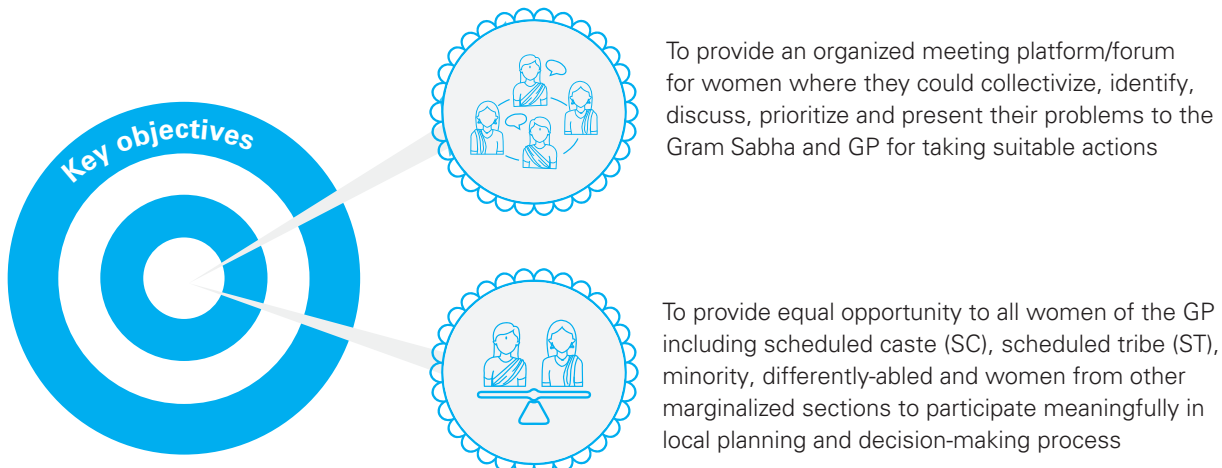 Key objectives
To provide an organized meeting platform/forum
for women where they could collectivize, identify,
discuss, prioritize and present their problems to the
Gram Sabha and GP for taking suitable actions
To provide equal opportunity to all women of the GP
including scheduled caste (SC), scheduled tribe (ST),
minority, differently-abled and women from other
marginalized sections to participate meaningfully in
local planning and decision-making process